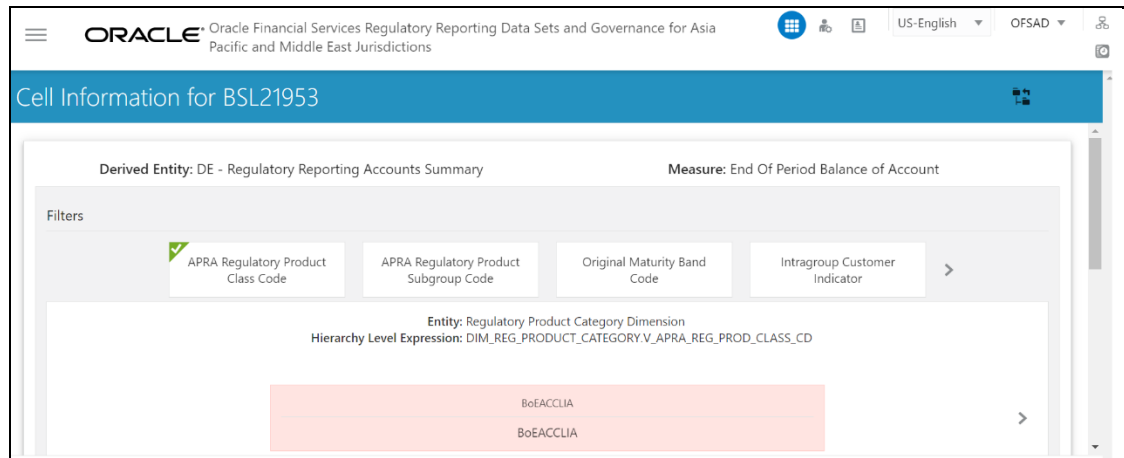 ORACLE® Oracle Financial Services Regulatory Reporting Data Sets and Governance for Asia
Pacific and Middle East Jurisdictions
US-English
OFSAD
Cell Information for BSL21953
Derived Entity: DE - Regulatory Reporting Accounts Summary
Measure: End Of Period Balance of Account
Filters
APRA Regulatory Product
Class Code
APRA Regulatory Product
Subgroup Code
Original Maturity Band
Code
Intragroup Customer
Indicator
Entity: Regulatory Product Category Dimension
Hierarchy Level Expression: DIM_REG_PRODUCT_CATEGORY.V_APRA_REG_PROD_CLASS_CD
BoEACCLIA
BoEACCLIA